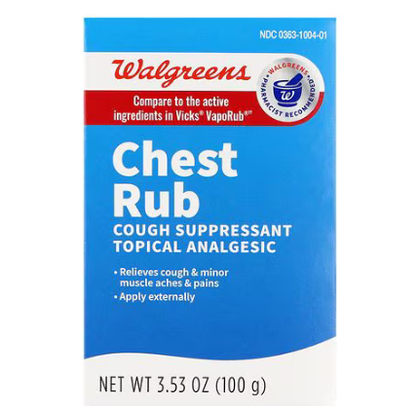 NDC 0363-1004-01
Walgreens
WALGREENS
PHARMACIST RECOMMENDED
Compare to the active
ingredients in Vicks® VapoRub®
Chest
Rub
COUGH SUPPRESSANT
TOPICAL ANALGESIC
• Relieves cough & minor
muscle aches & pains
• Apply externally
NET WT 3.53 OZ (100 g)